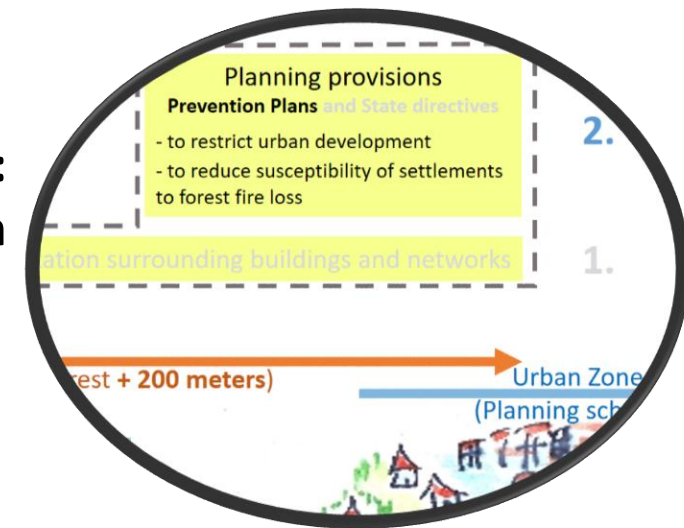 Planning provisions
Prevention Plans and State directives
- to restrict urban development
- to reduce susceptibility of settlements
to forest fire loss
2.
ation surrounding buildings and networks
1.
rest + 200 meters)
Urban Zone
(Planning sch
: